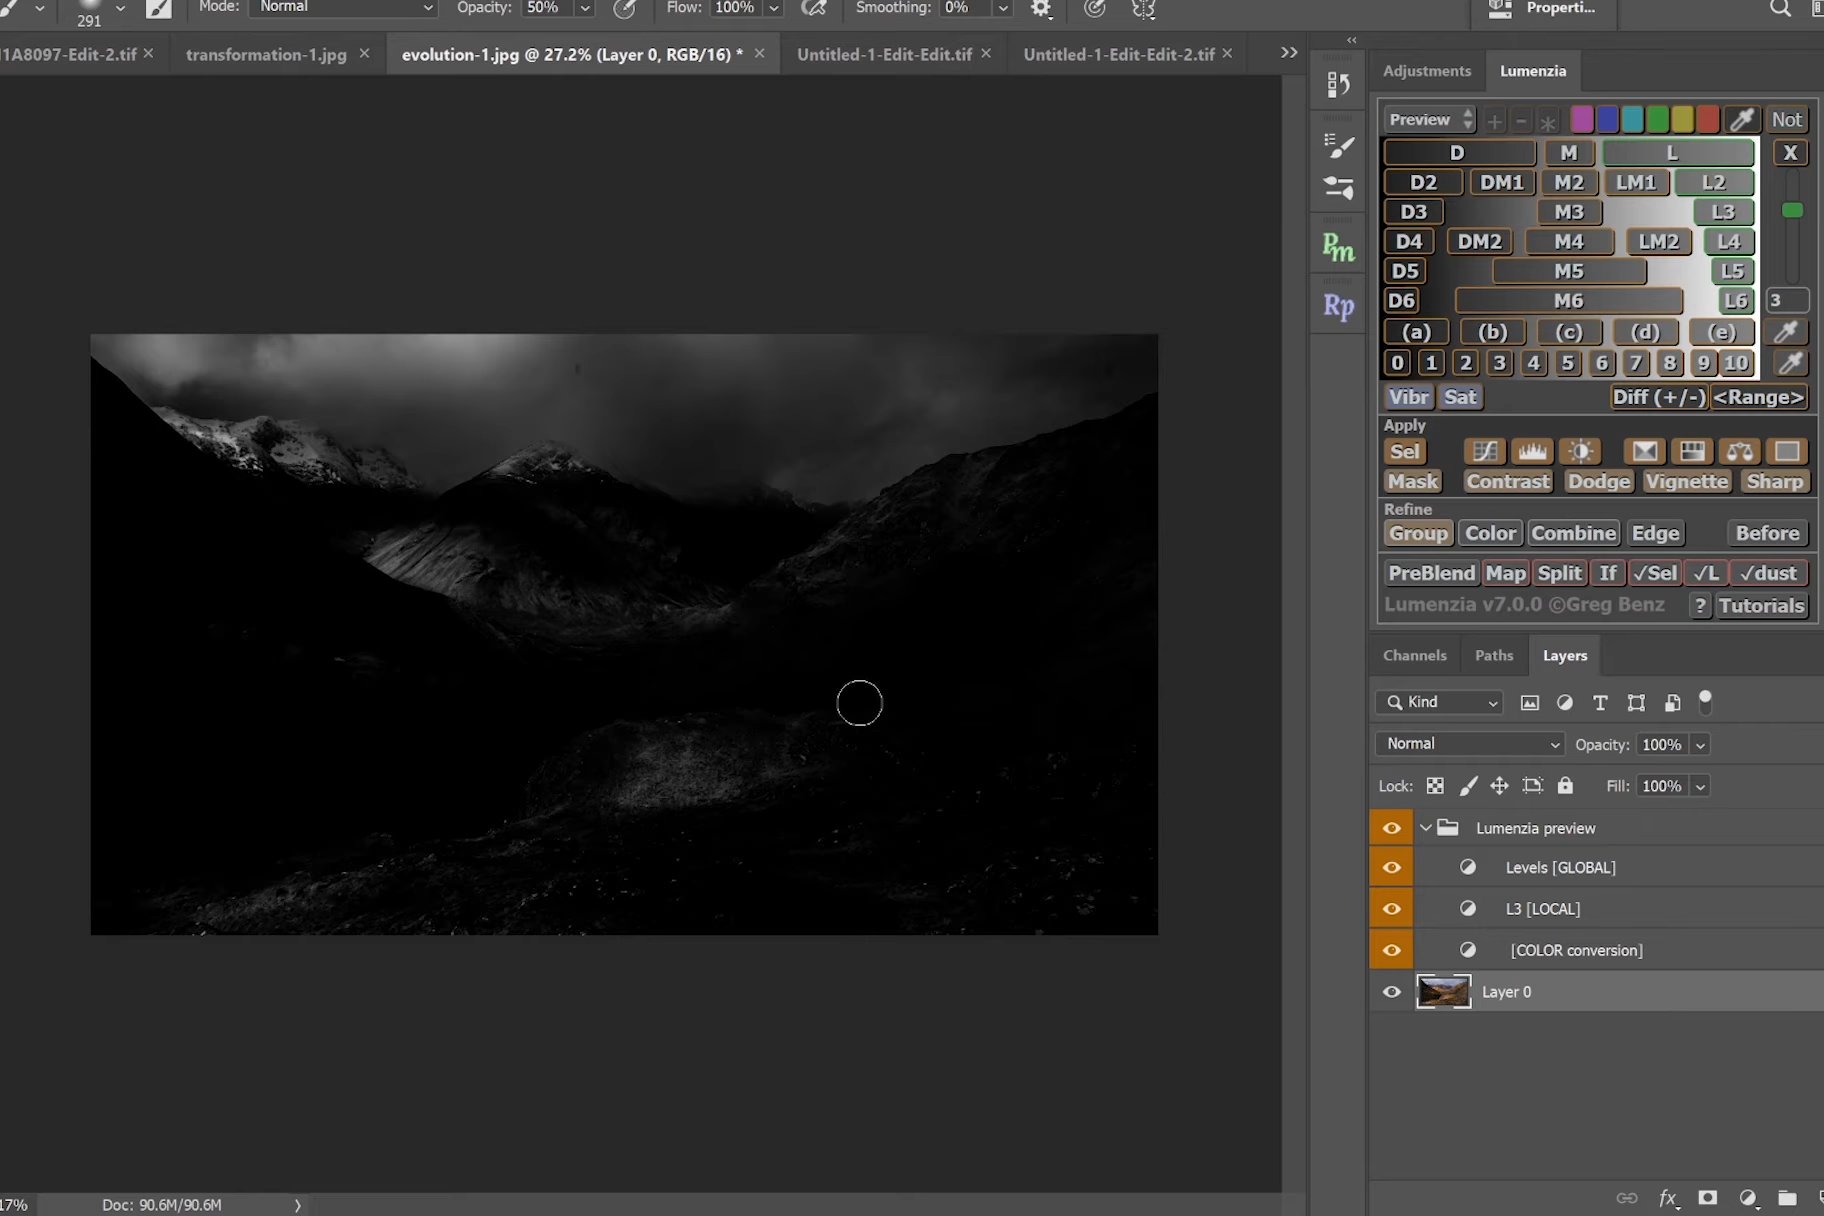 291
Mode: Normal
Opacity: 50%
Flow: 100%
Smoothing: 0%
Properti...
1A8097-Edit-2.tif ×
transformation-1.jpg ×
evolution-1.jpg @ 27.2% (Layer 0, RGB/16) * ×
Untitled-1-Edit-Edit.tif ×
Untitled-1-Edit-Edit-2.tif ×
Pm
Rp
Adjustments
Lumenzia
Preview + - * Not
D M L X
D2 DM1 M2 LM1 L2
D3 M3 L3
D4 DM2 M4 LM2 L4
D5 M5 L5
D6 M6 L6 3
(a) (b) (c) (d) (e)
0 1 2 3 4 5 6 7 8 9 10
Vibr Sat Diff (+/-) <Range>
Apply
Sel
Mask Contrast Dodge Vignette Sharp
Refine
Group Color Combine Edge Before
PreBlend Map Split If √Sel √L √dust
Lumenzia v7.0.0 ©Greg Benz ? Tutorials
Channels Paths Layers
Kind
Normal Opacity: 100%
Lock: Fill: 100%
Lumenzia preview
Levels [GLOBAL]
L3 [LOCAL]
[COLOR conversion]
Layer 0
fx
17% Doc: 90.6M/90.6M